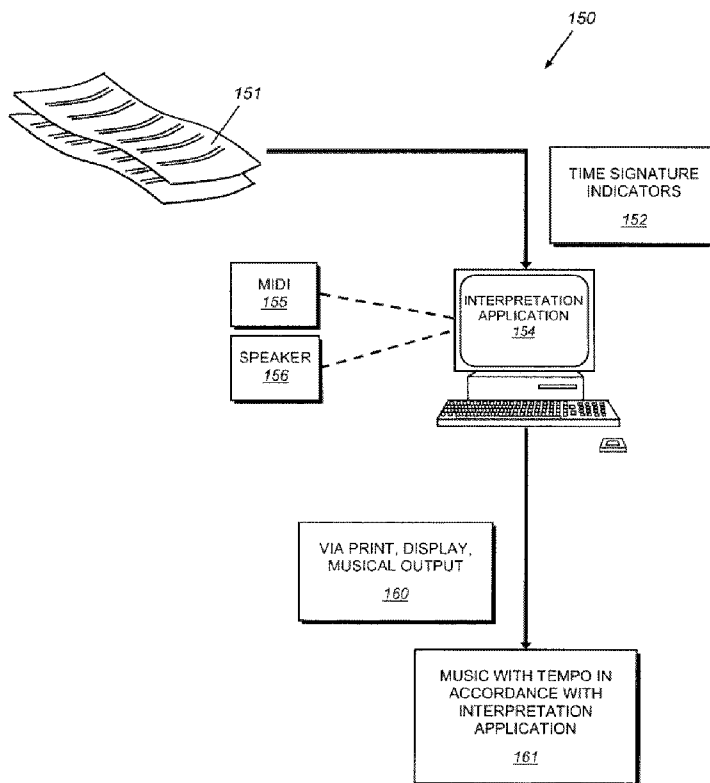 150
151
TIME SIGNATURE
INDICATORS
152
MIDI
155
SPEAKER
156
INTERPRETATION
APPLICATION
154
VIA PRINT, DISPLAY,
MUSICAL OUTPUT
160
MUSIC WITH TEMPO IN
ACCORDANCE WITH
INTERPRETATION
APPLICATION
161